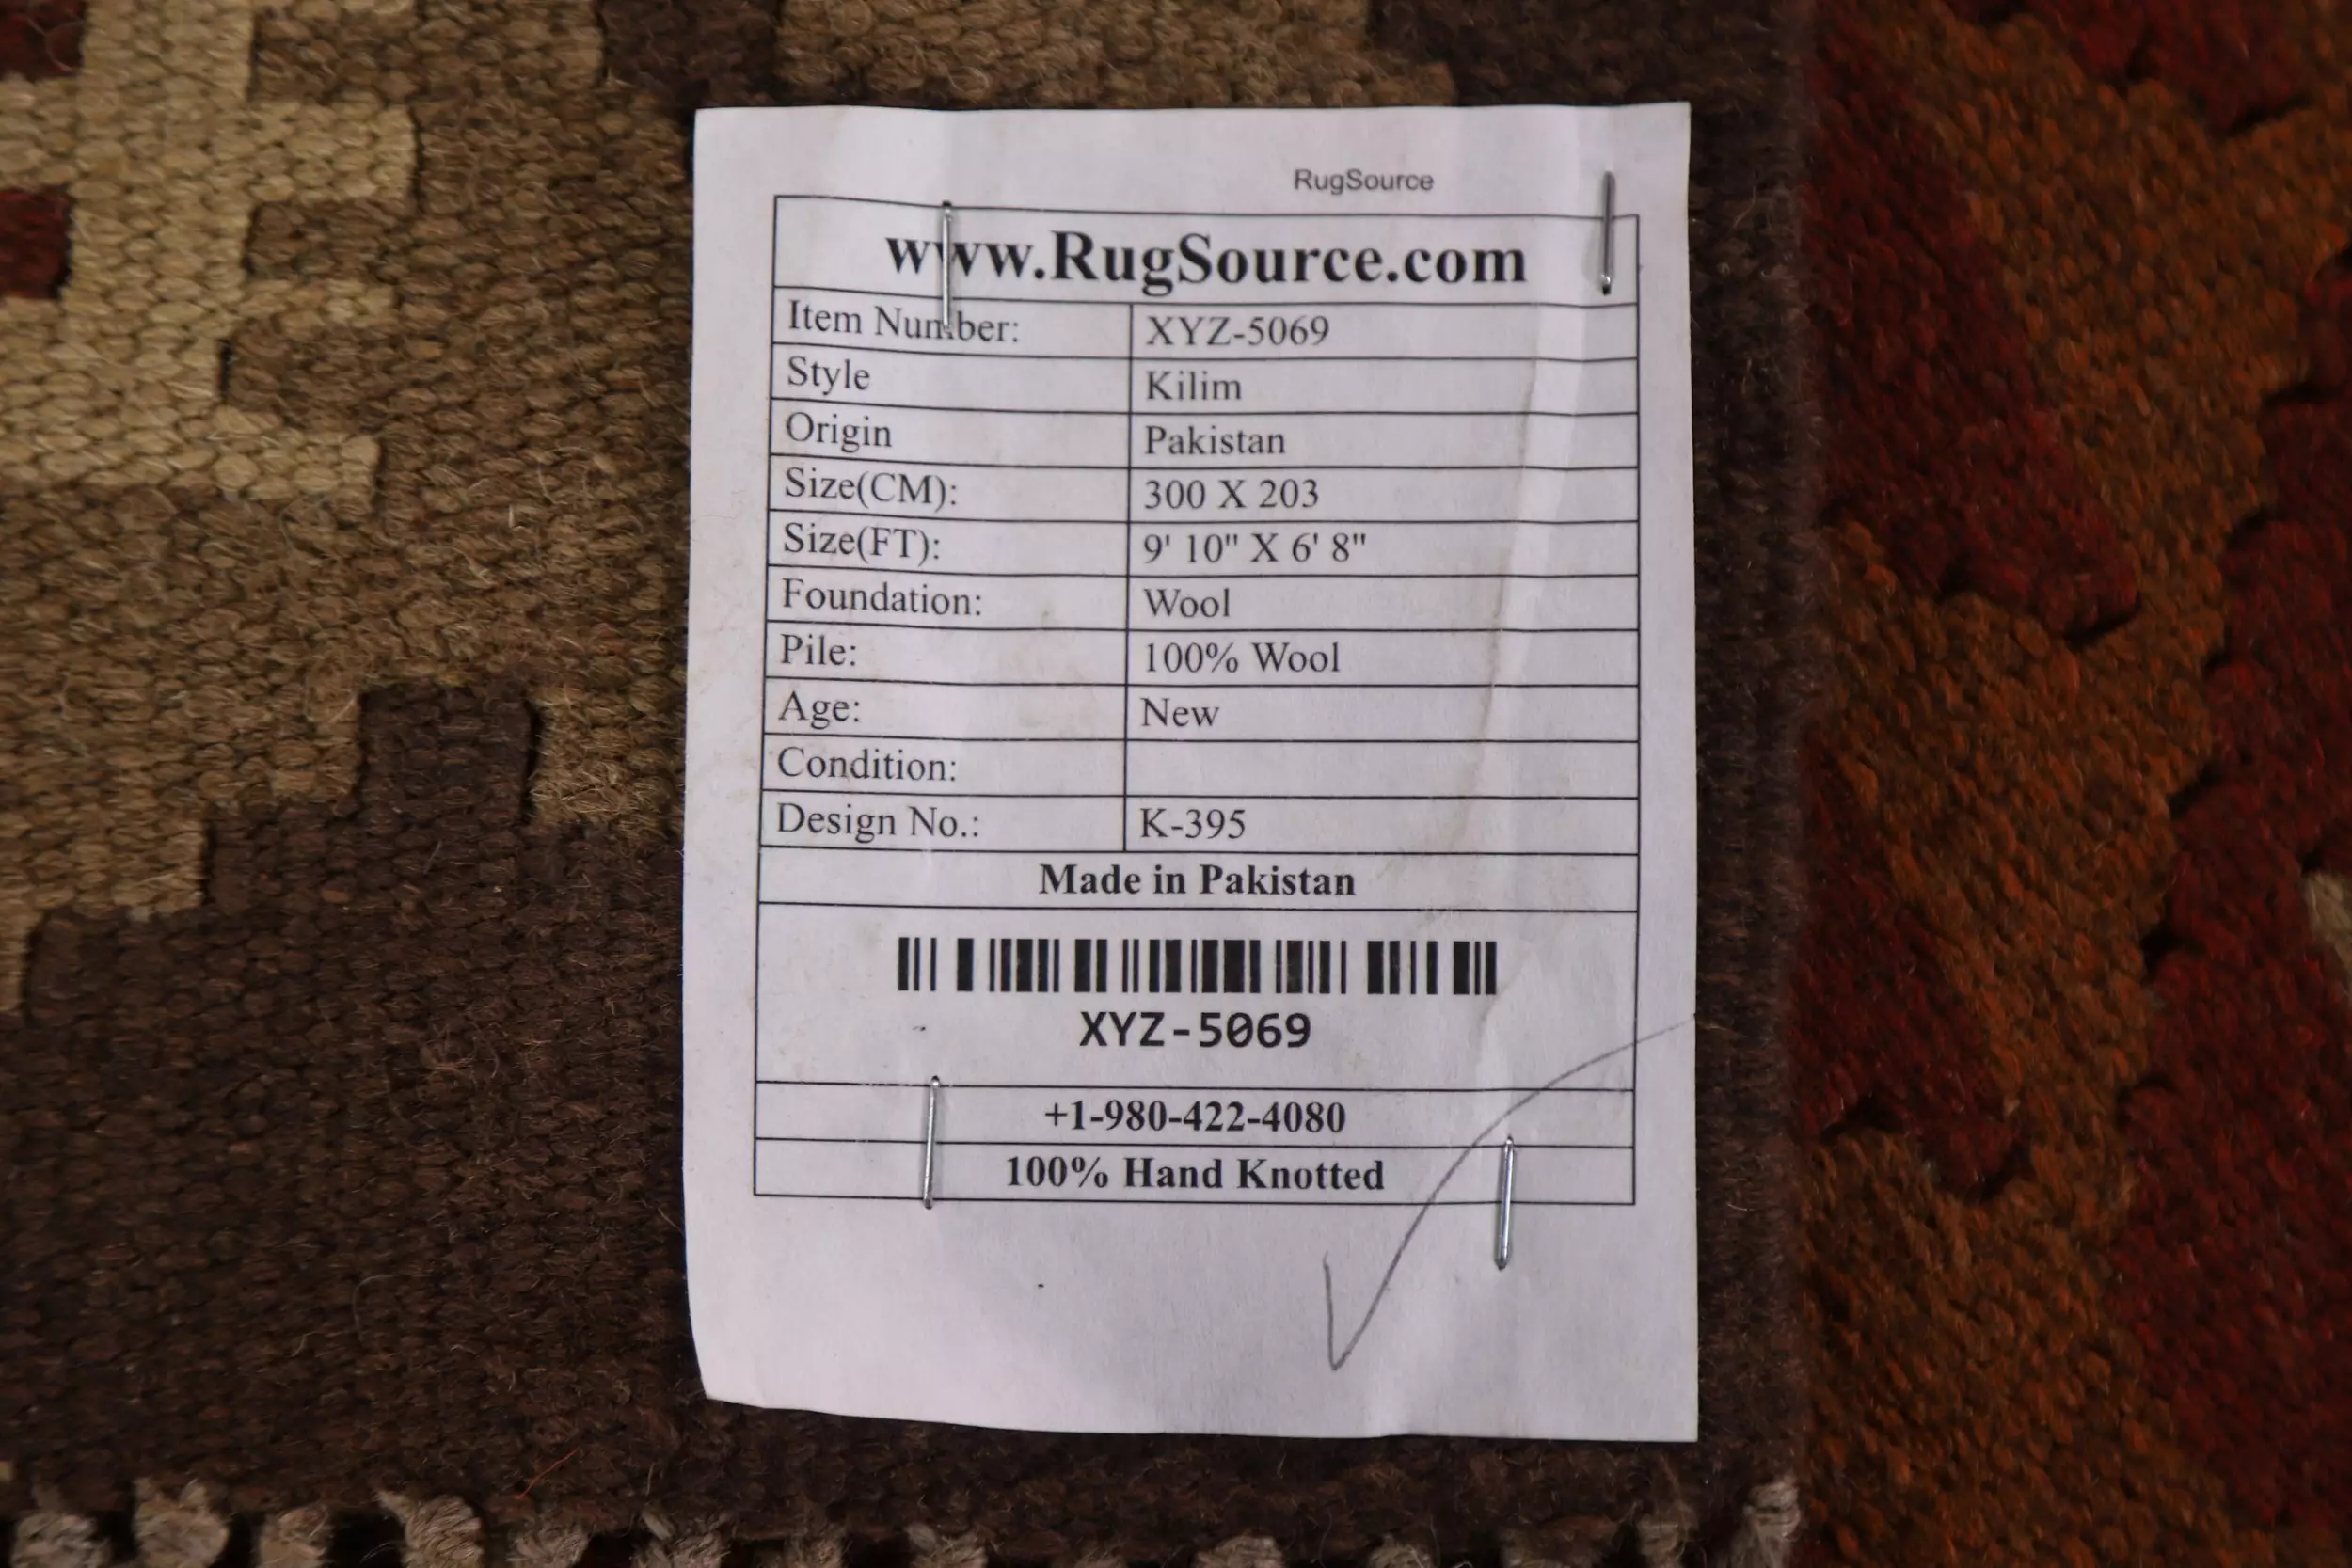 RugSource
www.RugSource.com
Item Number: XYZ-5069
Style Kilim
Origin Pakistan
Size(CM): 300 X 203
Size(FT): 9' 10" X 6' 8"
Foundation: Wool
Pile: 100% Wool
Age: New
Condition:
Design No.: K-395
Made in Pakistan
XYZ-5069
+1-980-422-4080
100% Hand Knotted